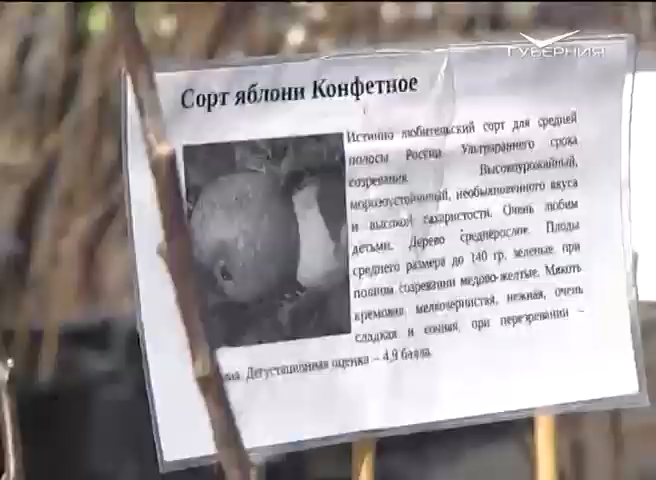 ГУБЕРНИЯ
Сорт яблони Конфетное
Истинно любительский сорт для средней
полосы России. Ультрараннего срока
созревания. Высокоурожайный,
морозоустойчивый, необыкновенного вкуса
и высокой сахаристости. Очень любим
детьми. Дерево среднерослое. Плоды
среднего размера до 140 гр, зеленые, при
полном созревании медово-желтые. Мякоть
кремовая, мелкозернистая, нежная, очень
сладкая и сочная, при перезревании –
Дегустационная оценка – 4,9 балла.